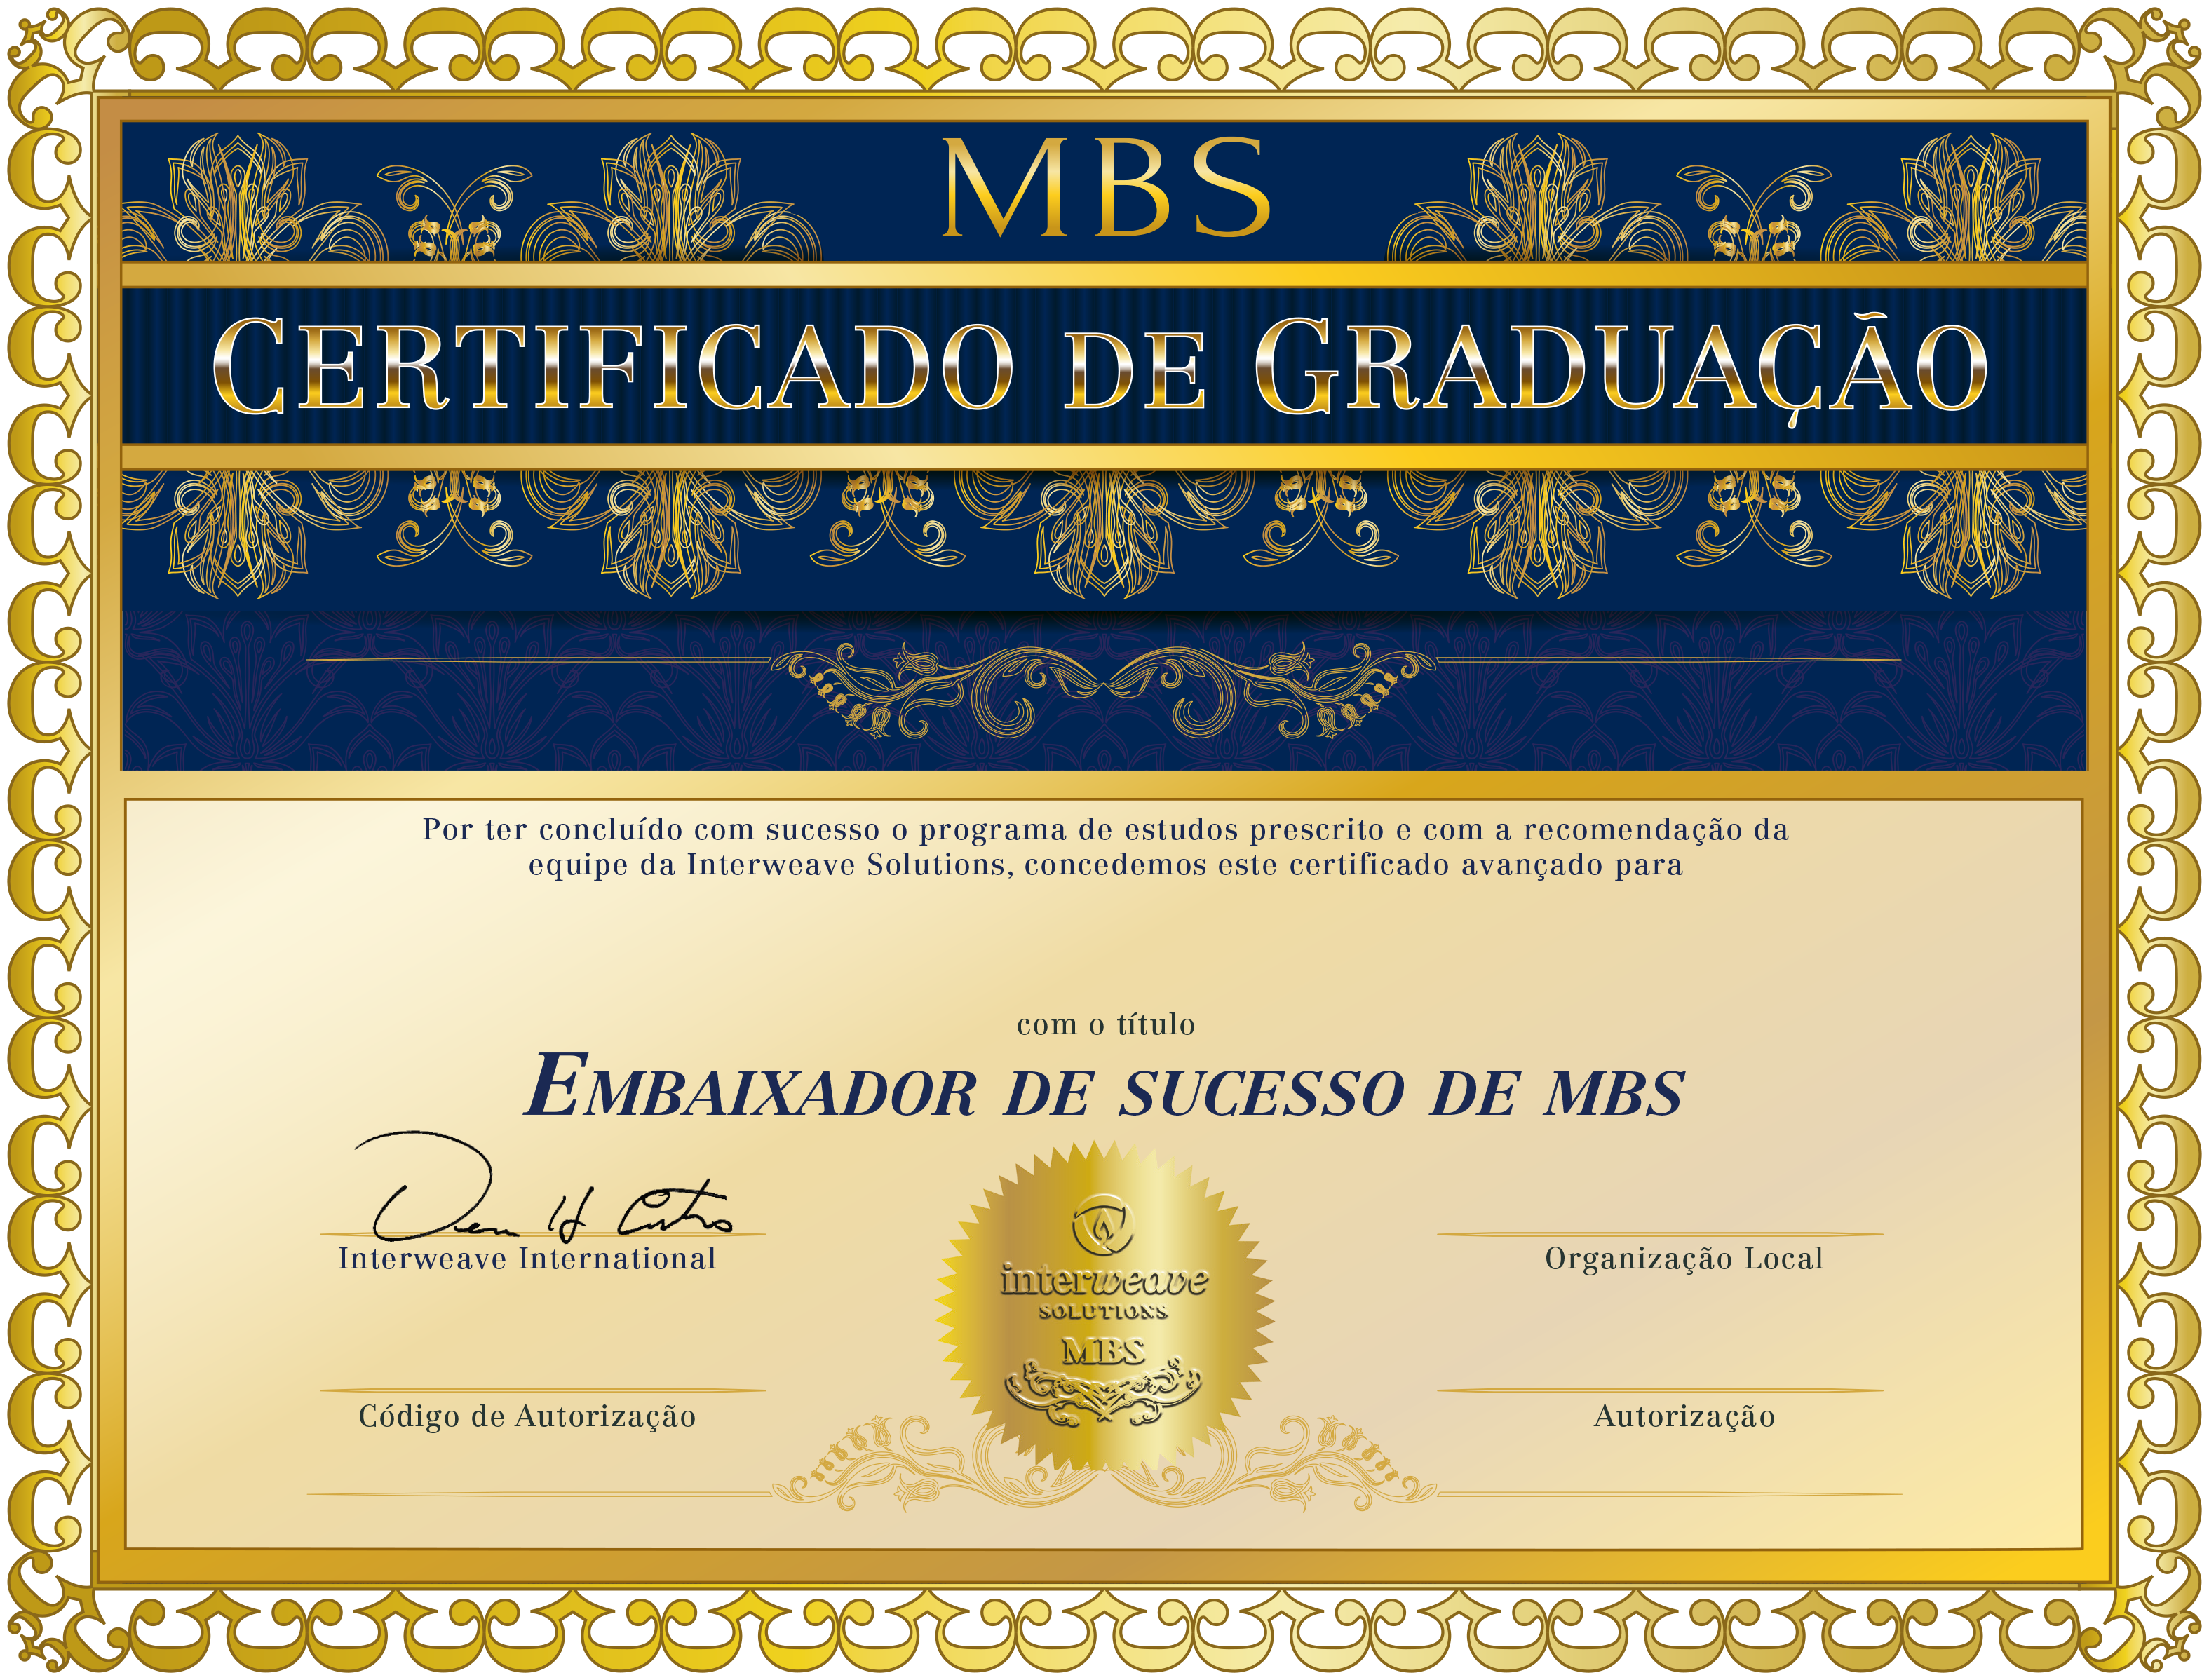 MBS
CERTIFICADO DE GRADUAÇÃO
Por ter concluído com sucesso o programa de estudos prescrito e com a recomendação da
equipe da Interweave Solutions, concedemos este certificado avançado para
com o título
EMBAIXADOR DE SUCESSO DE MBS
Interweave International
Organização Local
interweave
SOLUTIONS
MBS
Código de Autorização
Autorização